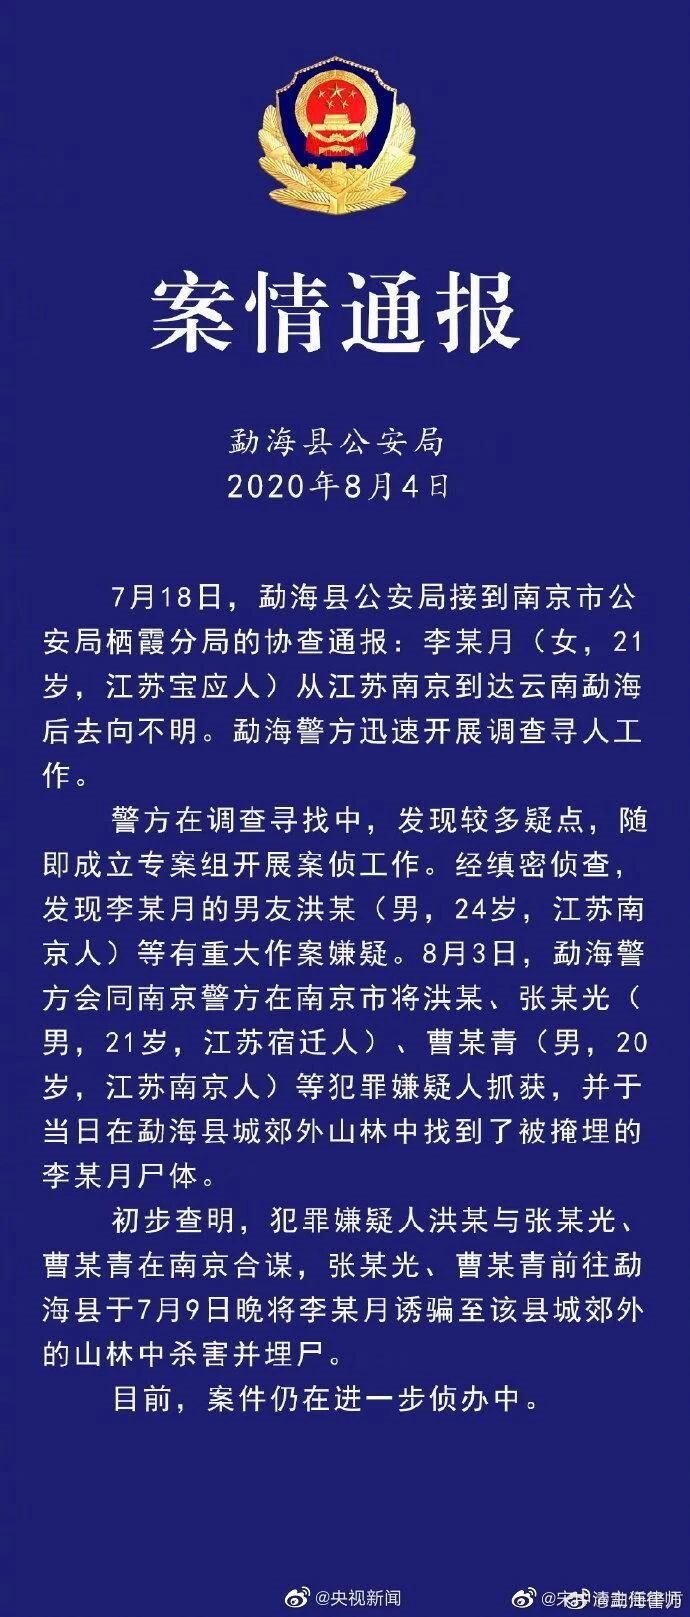 案情通报
勐海县公安局
2020年8月4日
7月18日，勐海县公安局接到南京市公
安局栖霞分局的协查通报：李某月（女，21
岁，江苏宝应人）从江苏南京到达云南勐海
后去向不明。勐海警方迅速开展调查寻人工
作。
警方在调查寻找中，发现较多疑点，随
即成立专案组开展案侦工作。经缜密侦查，
发现李某月的男友洪某（男，24岁，江苏南
京人）等有重大作案嫌疑。8月3日，勐海警
方会同南京警方在南京市将洪某、张某光（
男，21岁，江苏宿迁人）、曹某青（男，20
岁，江苏南京人）等犯罪嫌疑人抓获，并于
当日在勐海县城郊外山林中找到了被掩埋的
李某月尸体。
初步查明，犯罪嫌疑人洪某与张某光、
曹某青在南京合谋，张某光、曹某青前往勐
海县于7月9日晚将李某月诱骗至该县城郊外
的山林中杀害并埋尸。
目前，案件仍在进一步侦办中。
@央视新闻